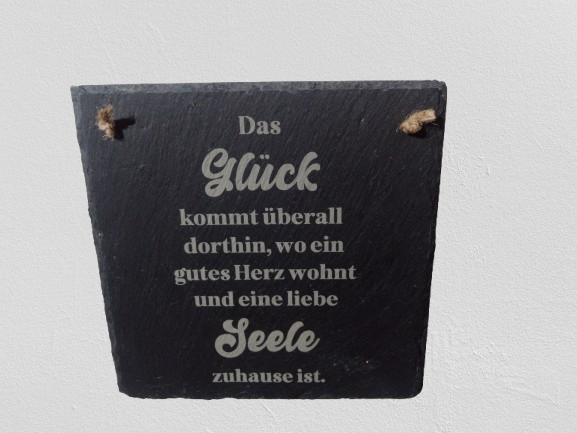 Das
Glück
kommt überall
dorthin, wo ein
gutes Herz wohnt
und eine liebe
Seele
zuhause ist.